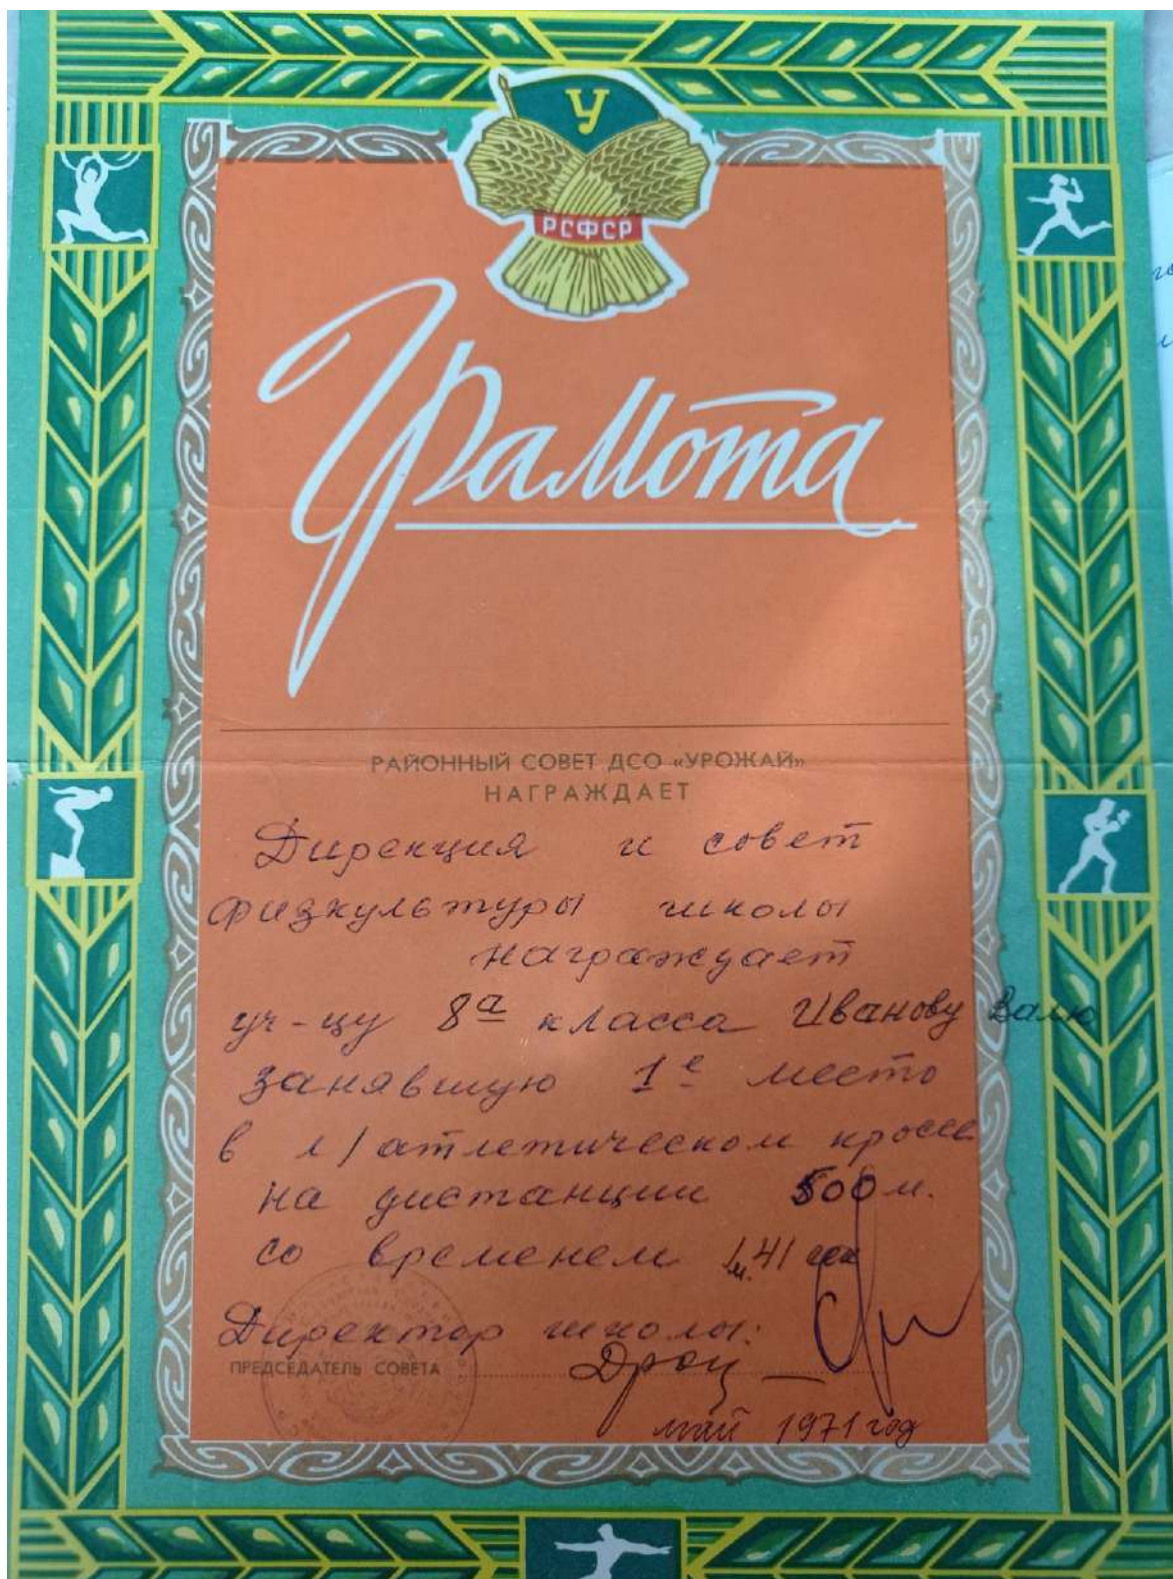 У
РСФСР
Грамота
РАЙОННЫЙ СОВЕТ ДСО «УРОЖАЙ»
НАГРАЖДАЕТ
Дирекция и совет
физкультуры школы
награждает
уч-цу 8а класса Иванову Валю
занявшую 1е место
в л/атлетическом кроссе
на дистанции 500 м.
со временем 1м. 41 сек
Директор школы:
ПРЕДСЕДАТЕЛЬ СОВЕТА
май 1971 год